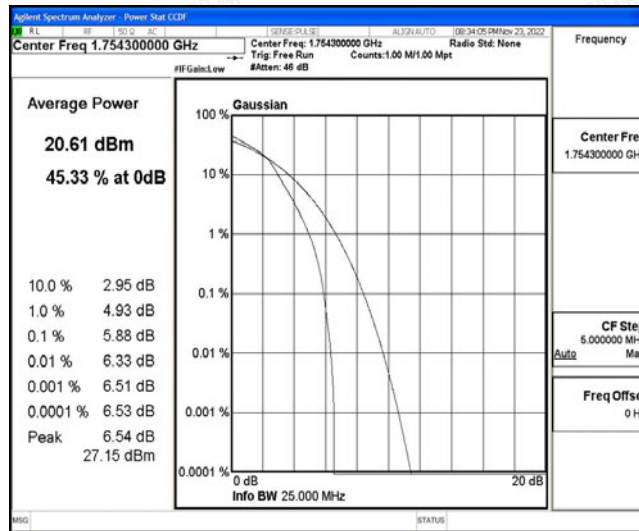 Agilent Spectrum Analyzer - Power Stat CCDF
RL RF 50 Ω AC SENSE:PULSE ALIGNAUTO 08:34:05 PMNov 23, 2022
Center Freq 1.754300000 GHz
Center Freq: 1.754300000 GHz Radio Std: None
Trig: Free Run Counts:1.00 M/1.00 Mpt
#IFGain:Low #Atten: 46 dB
Frequency
Average Power
20.61 dBm
45.33 % at 0dB
10.0 % 2.95 dB
1.0 % 4.93 dB
0.1 % 5.88 dB
0.01 % 6.33 dB
0.001 % 6.51 dB
0.0001 % 6.53 dB
Peak 6.54 dB
27.15 dBm
Gaussian
100 %
10 %
1 %
0.1 %
0.01 %
0.001 %
0.0001 %
0 dB 20 dB
Info BW 25.000 MHz
Center Fre
1.754300000 GH
CF Ste
5.000000 MH
Auto Ma
Freq Offse
0 H
MSG STATUS